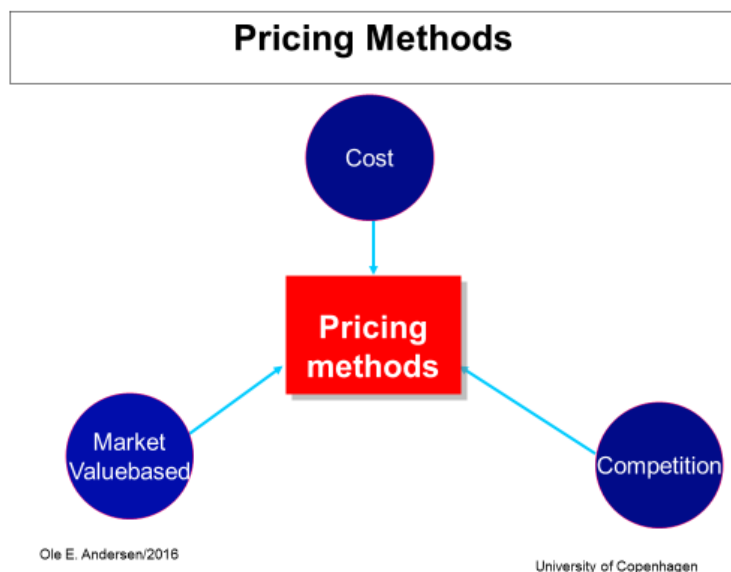 Pricing Methods
Cost
Pricing
methods
Market
Valuebased
Competition
Ole E. Andersen/2016
University of Copenhagen